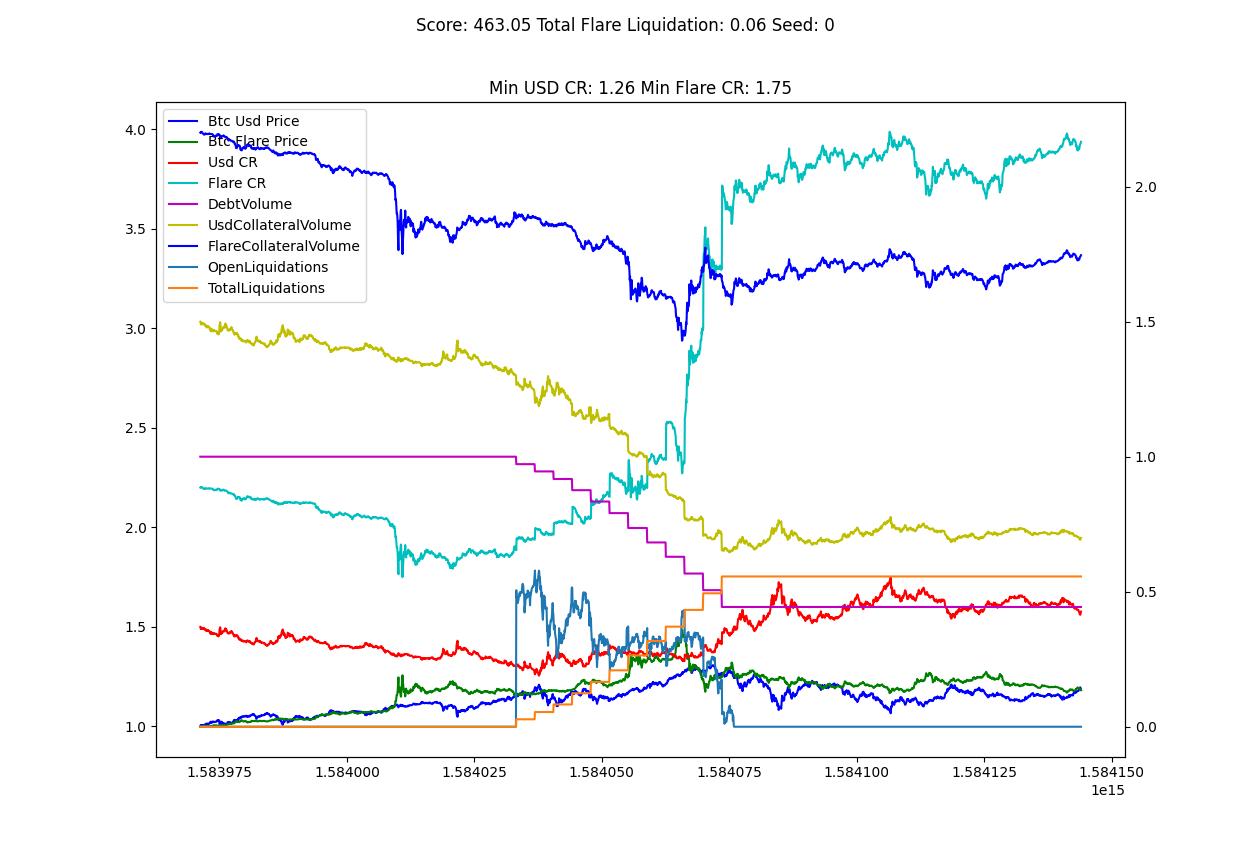 Score: 463.05 Total Flare Liquidation: 0.06 Seed: 0
Min USD CR: 1.26 Min Flare CR: 1.75
Btc Usd Price
Btc Flare Price
Usd CR
Flare CR
DebtVolume
UsdCollateralVolume
FlareCollateralVolume
OpenLiquidations
TotalLiquidations
4.0
3.5
3.0
2.5
2.0
1.5
1.0
2.0
1.5
1.0
0.5
0.0
1.583975 1.584000 1.584025 1.584050 1.584075 1.584100 1.584125 1.584150
1e15